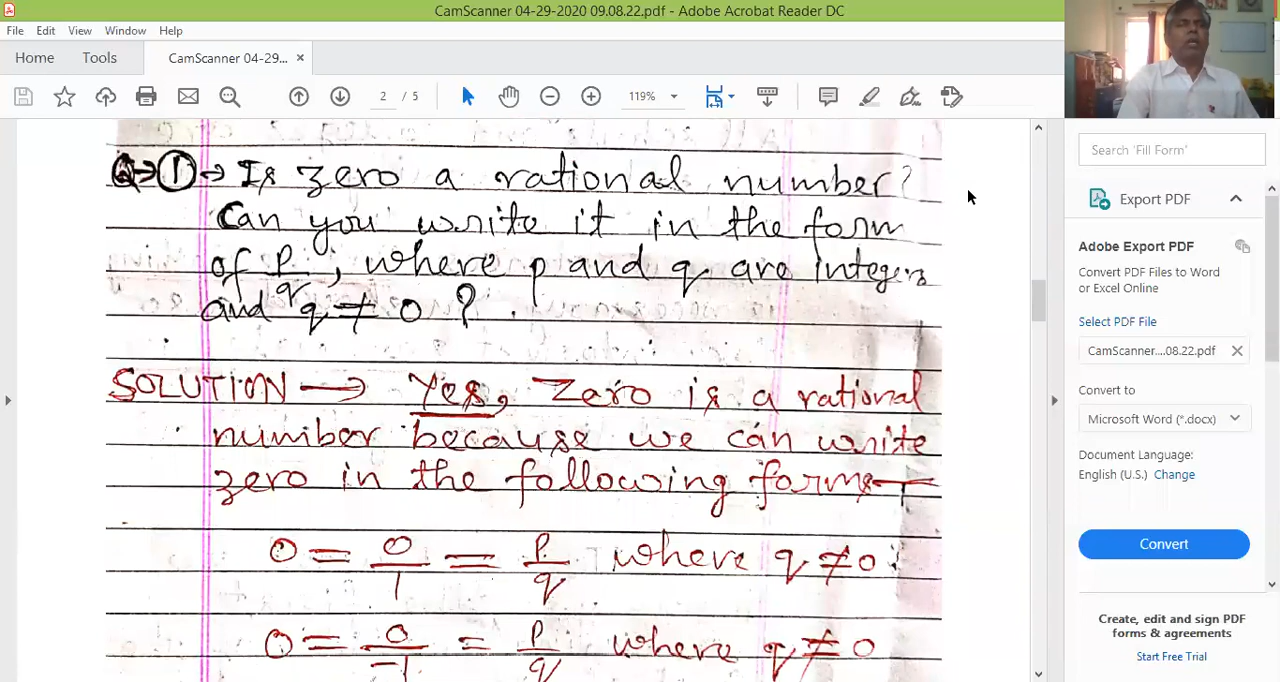 CamScanner 04-29-2020 09.08.22.pdf - Adobe Acrobat Reader DC
File Edit View Window Help
Home Tools CamScanner 04-29... ×
2 / 5 119%
Q→ 1 → Is zero a rational number?
Can you write it in the form
of p/q, where p and q are integers
and q ≠ 0 ?
SOLUTION → Yes, Zero is a rational
number because we can write
zero in the following forms
0 = 0/1 = p/q where q ≠ 0
0 = 0/-1 = p/q where q ≠ 0
Search 'Fill Form'
Export PDF
Adobe Export PDF
Convert PDF Files to Word
or Excel Online
Select PDF File
CamScanner....08.22.pdf
Convert to
Microsoft Word (*.docx)
Document Language:
English (U.S.) Change
Convert
Create, edit and sign PDF
forms & agreements
Start Free Trial